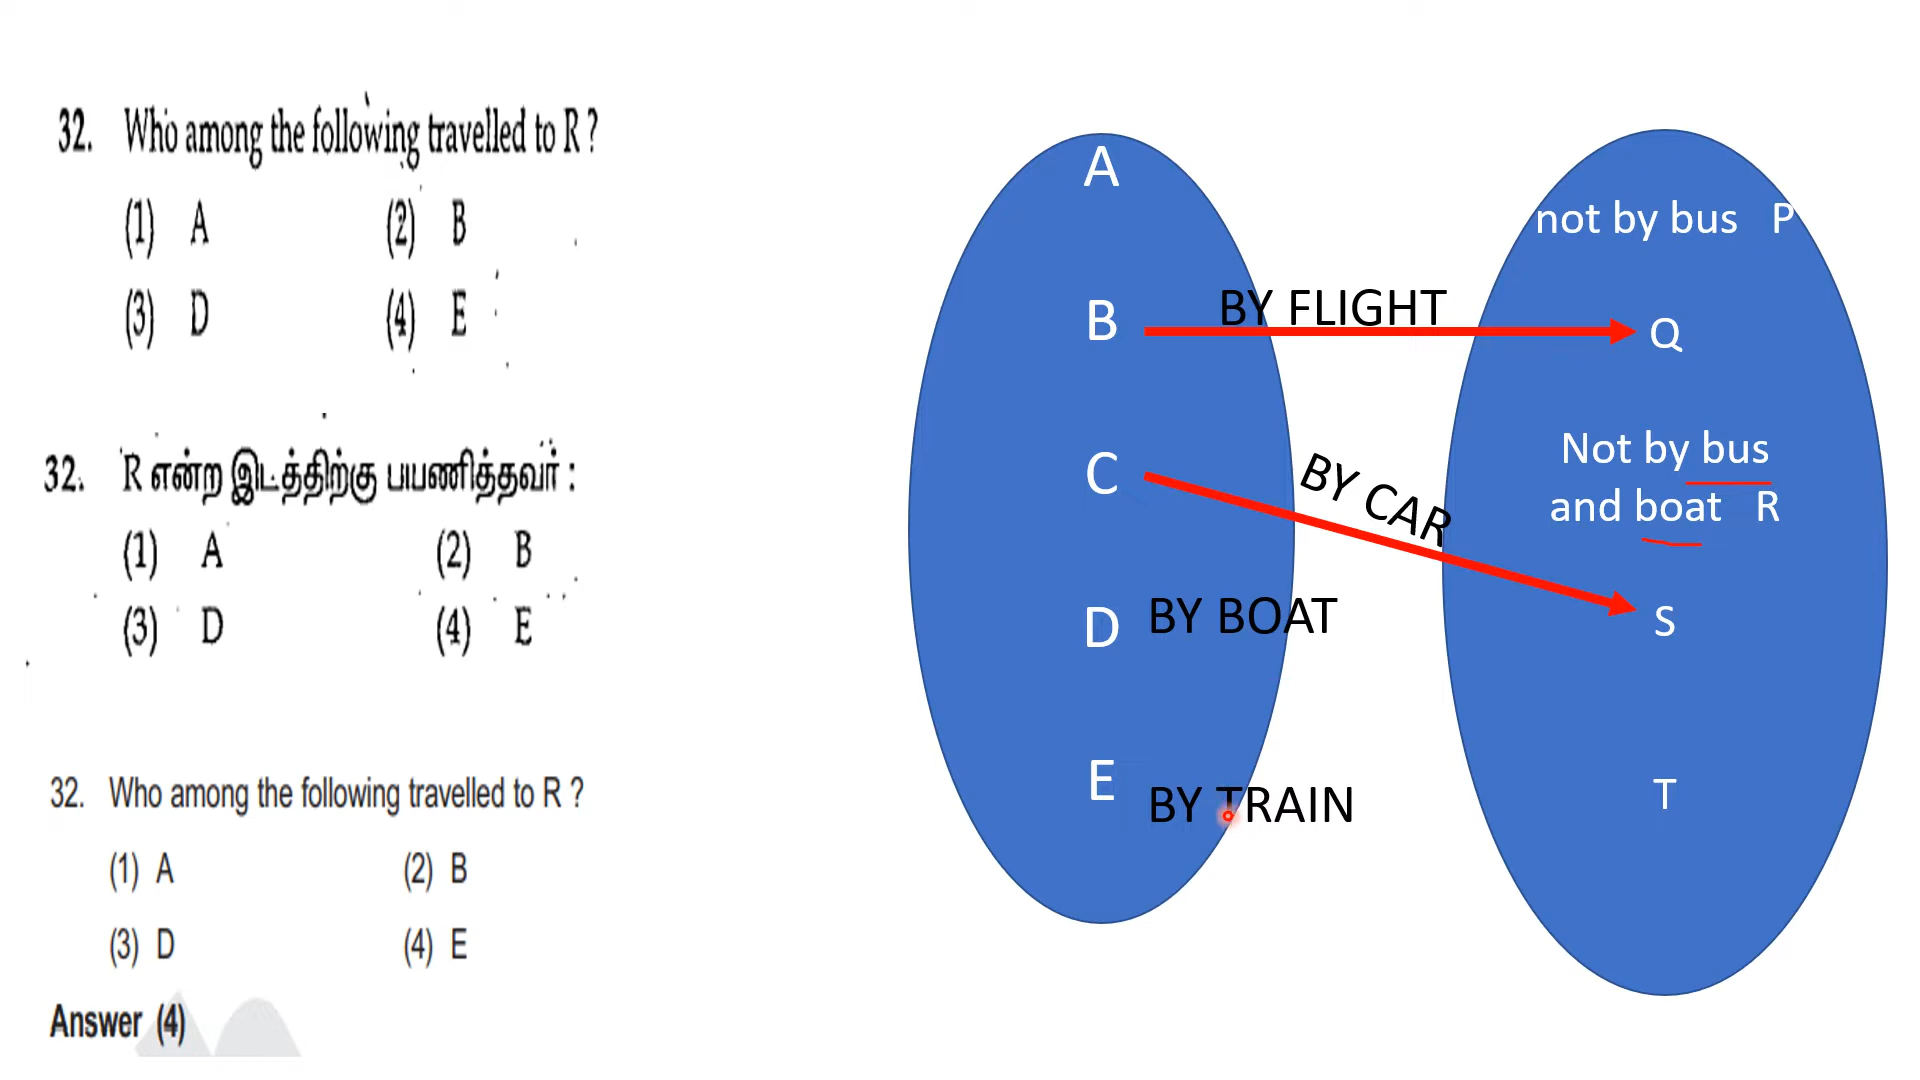 32. Who among the following travelled to R ?
(1) A (2) B
(3) D (4) E
32. R என்ற இடத்திற்கு பயணித்தவர் :
(1) A (2) B
(3) D (4) E
32. Who among the following travelled to R ?
(1) A (2) B
(3) D (4) E
Answer (4)
A
B
C
D
E
BY FLIGHT
BY CAR
BY BOAT
BY TRAIN
not by bus P
Q
Not by bus
and boat R
S
T